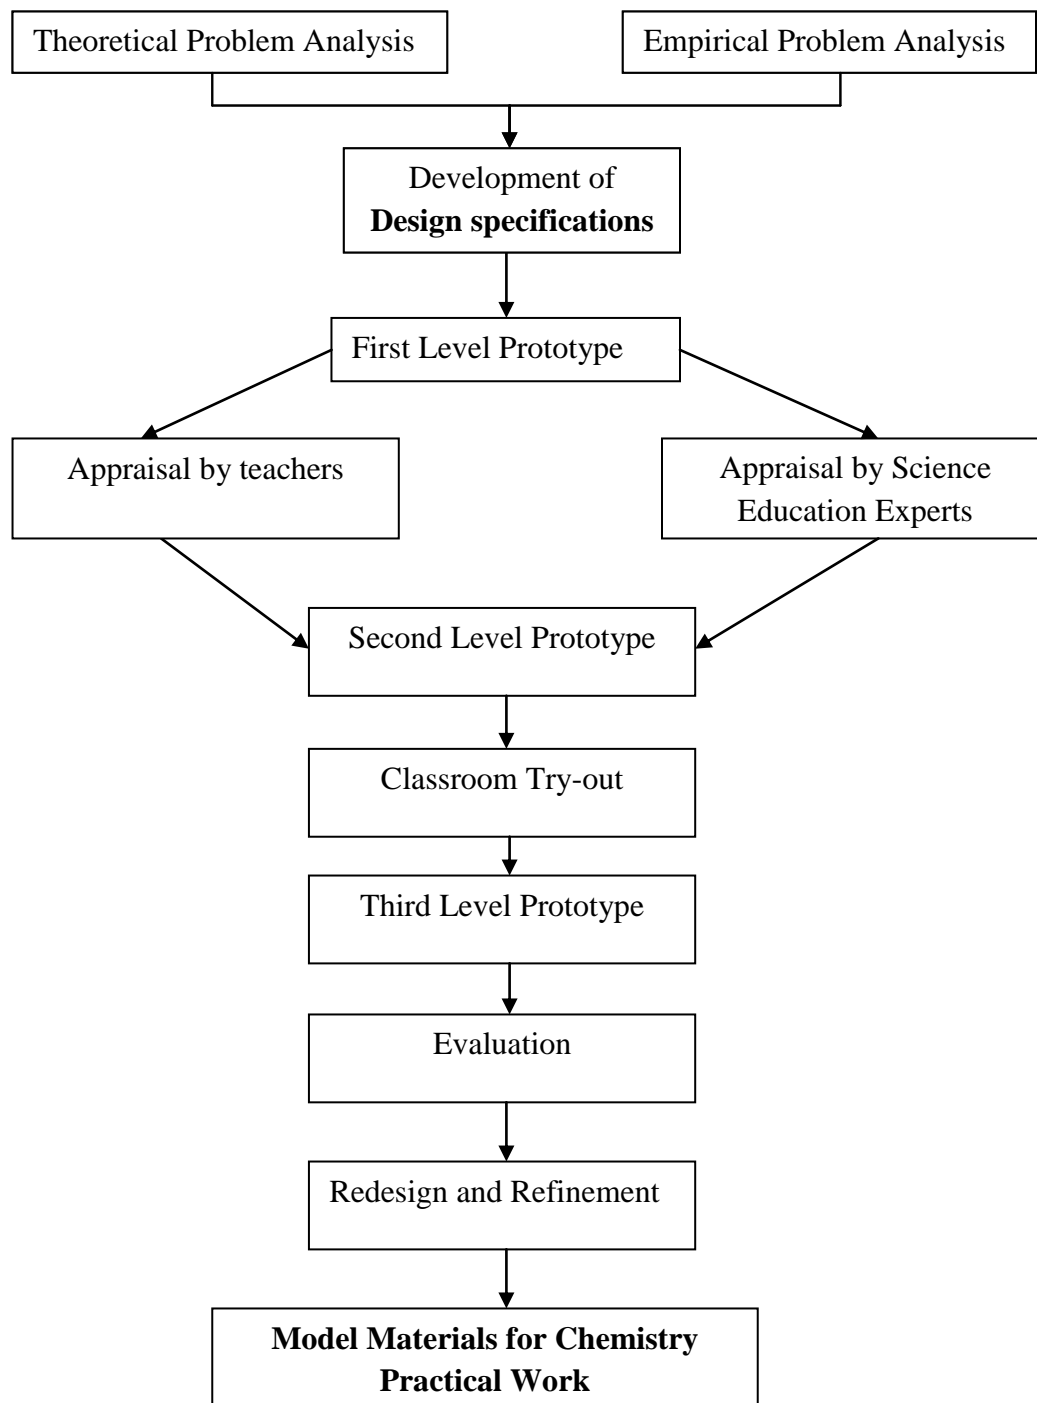 Theoretical Problem Analysis
Empirical Problem Analysis
Development of
Design specifications
First Level Prototype
Appraisal by teachers
Appraisal by Science
Education Experts
Second Level Prototype
Classroom Try-out
Third Level Prototype
Evaluation
Redesign and Refinement
Model Materials for Chemistry
Practical Work